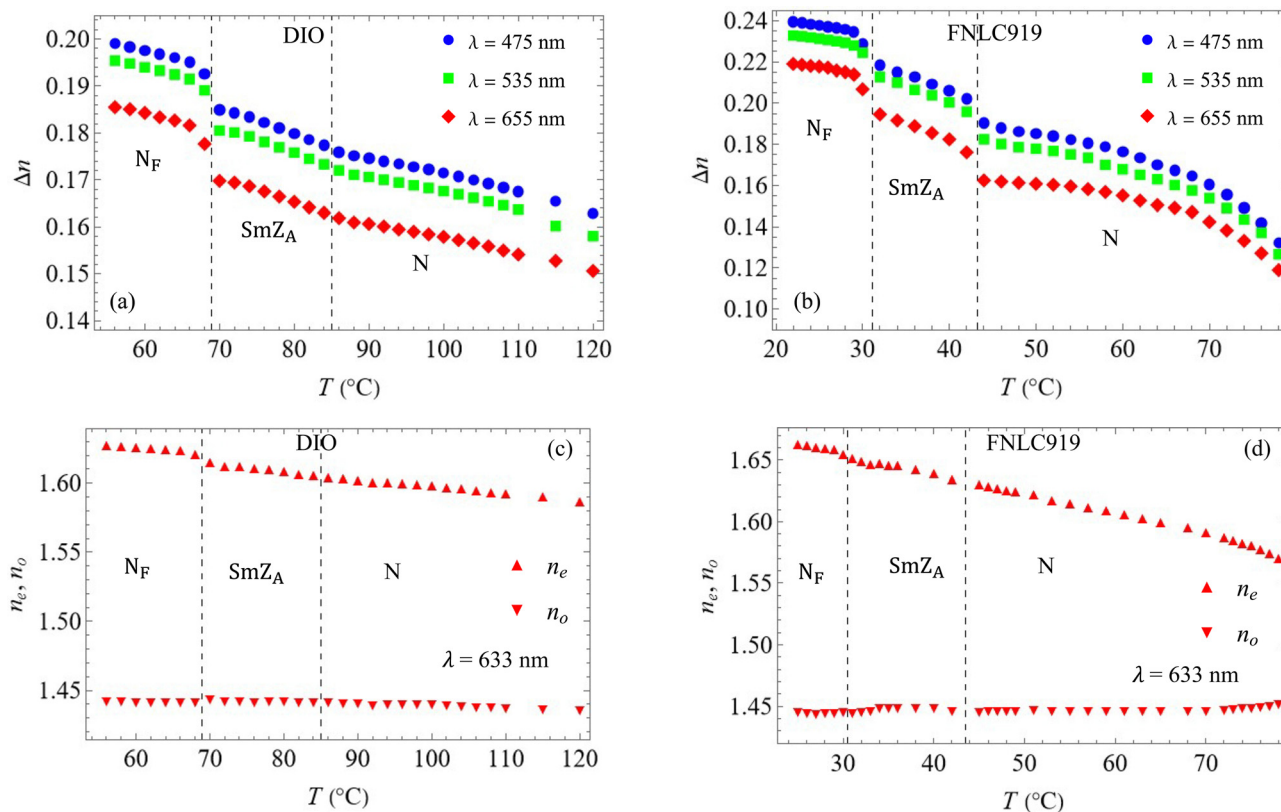 DIO
λ = 475 nm
λ = 535 nm
λ = 655 nm
N_F
SmZ_A
N
(a)
Δn
0.20
0.19
0.18
0.17
0.16
0.15
0.14
60 70 80 90 100 110 120
T (°C)
FNLC919
λ = 475 nm
λ = 535 nm
λ = 655 nm
N_F
SmZ_A
N
(b)
Δn
0.24
0.22
0.20
0.18
0.16
0.14
0.12
0.10
20 30 40 50 60 70
T (°C)
DIO
(c)
N_F
SmZ_A
N
n_e
n_o
λ = 633 nm
n_e, n_o
1.60
1.55
1.50
1.45
60 70 80 90 100 110 120
T (°C)
FNLC919
(d)
N_F
SmZ_A
N
n_e
n_o
λ = 633 nm
n_e, n_o
1.65
1.60
1.55
1.50
1.45
30 40 50 60 70
T (°C)